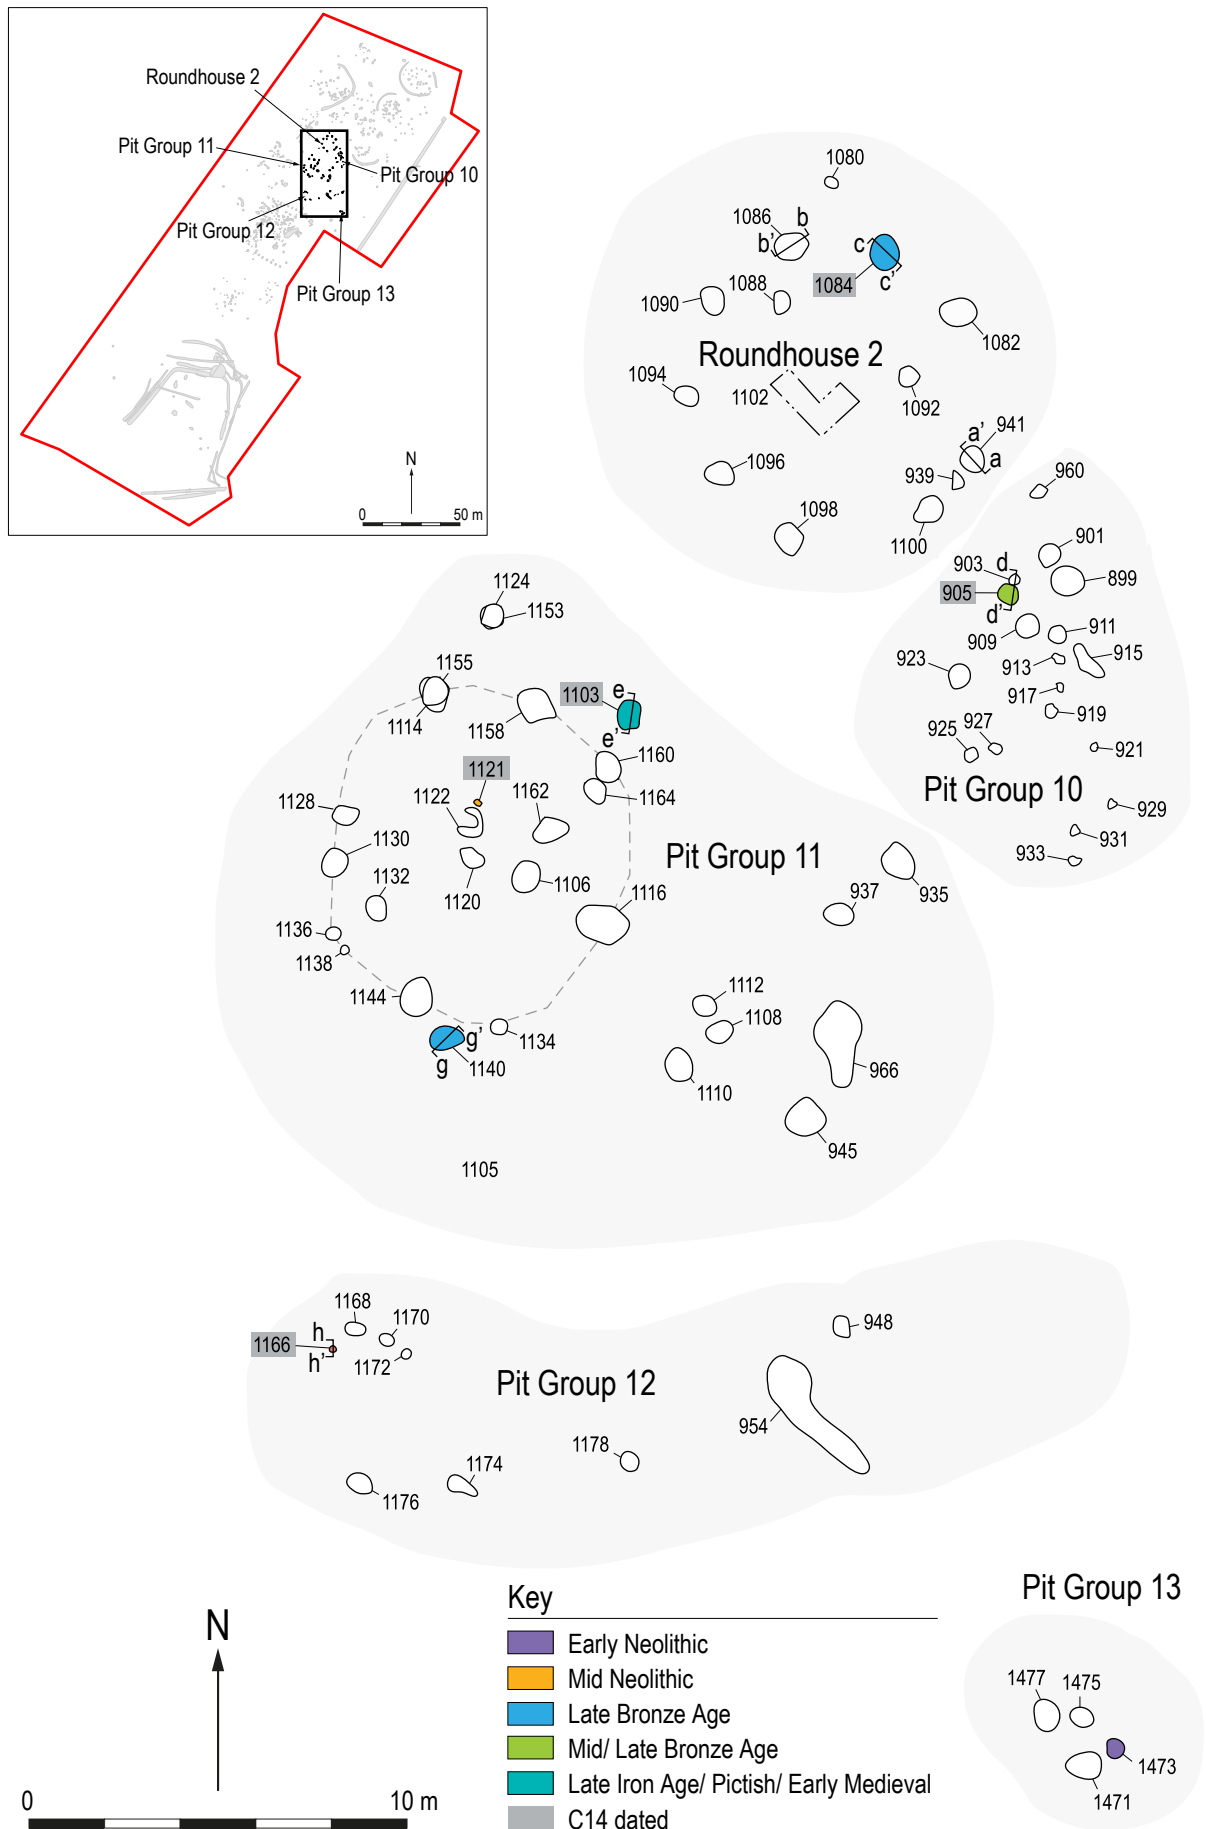 Roundhouse 2
Pit Group 11
Pit Group 10
Pit Group 12
Pit Group 13
N
0 50 m
1080
1086 b
b' c
1084 c'
1088
1090
1082
Roundhouse 2
1094
1102
1092
a' 941
a
1096
939
960
1098
1100
901
903 d
899
905
d'
909
911
915
913
923
917
919
925 927
921
Pit Group 10
929
931
933
1124
1153
1155
1103 e
1114
1158
e'
1160
1121
1122 1162
1164
1128
1130
Pit Group 11
1132
1106
1120
1116
937 935
1136
1138
1144
1112
1108
g' 1134
g 1140
1110
966
945
1105
1168
1170
h
1166
h'
1172
948
Pit Group 12
954
1178
1174
1176
Pit Group 13
1477 1475
1473
1471
Key
Early Neolithic
Mid Neolithic
Late Bronze Age
Mid/ Late Bronze Age
Late Iron Age/ Pictish/ Early Medieval
C14 dated
N
0 10 m